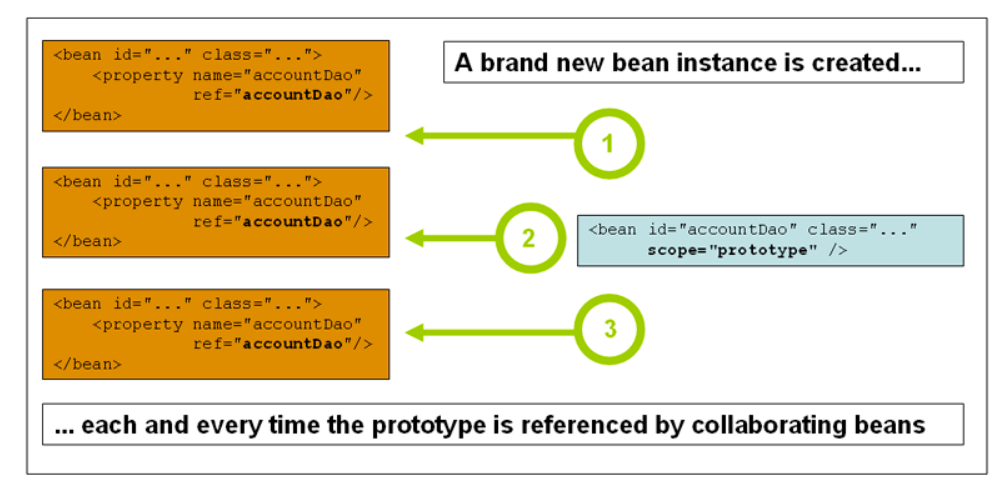 <bean id="..." class="...">
    <property name="accountDao"
              ref="accountDao"/>
</bean>
A brand new bean instance is created...
1
<bean id="..." class="...">
    <property name="accountDao"
              ref="accountDao"/>
</bean>
2
<bean id="accountDao" class="..."
      scope="prototype" />
<bean id="..." class="...">
    <property name="accountDao"
              ref="accountDao"/>
</bean>
3
... each and every time the prototype is referenced by collaborating beans